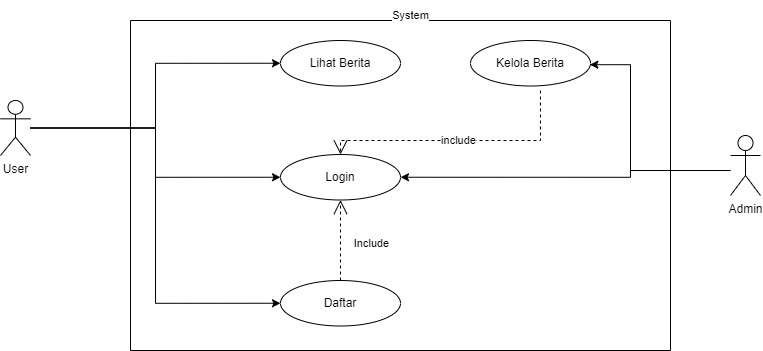 System
Lihat Berita
Kelola Berita
include
User
Login
Admin
Include
Daftar